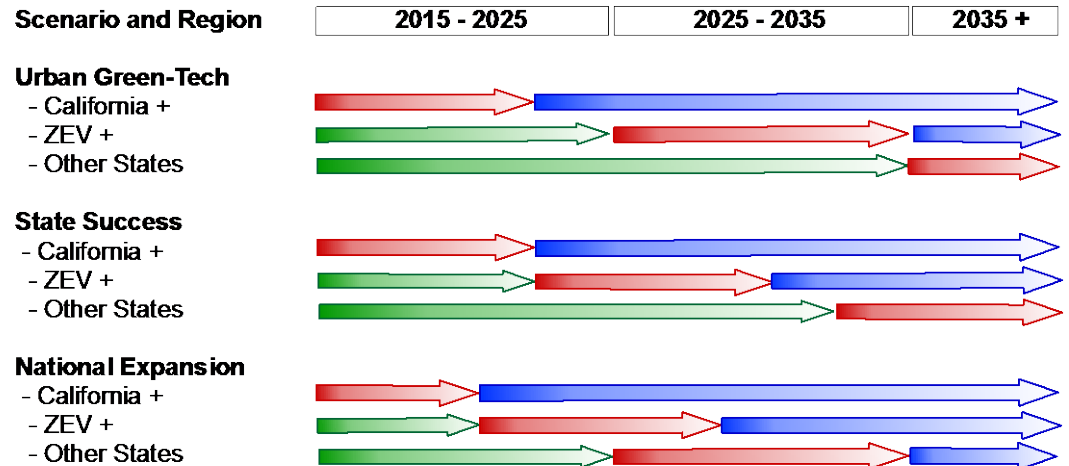 Scenario and Region 2015 - 2025 2025 - 2035 2035 +
Urban Green-Tech
- California +
- ZEV +
- Other States
State Success
- California +
- ZEV +
- Other States
National Expansion
- California +
- ZEV +
- Other States